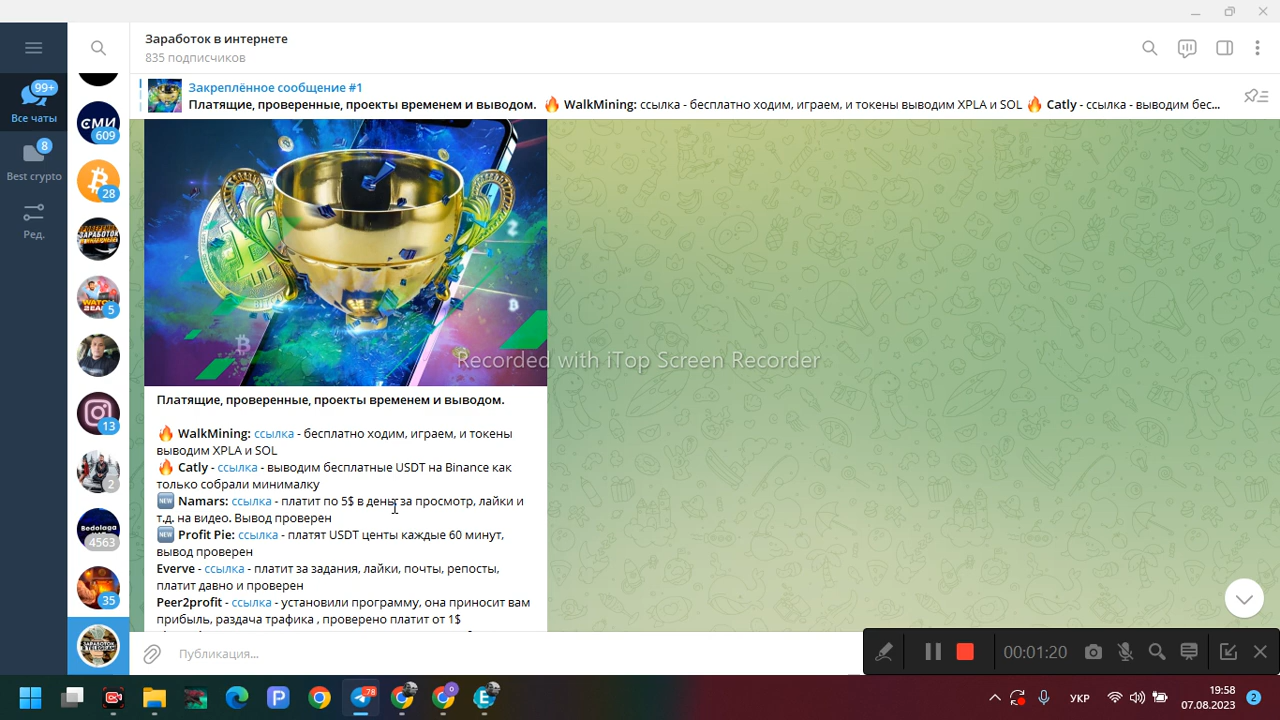 Заработок в интернете
835 подписчиков
Закреплённое сообщение #1
Платящие, проверенные, проекты временем и выводом. 🔥 WalkMining: ссылка - бесплатно ходим, играем, и токены выводим XPLA и SOL 🔥 Catly - ссылка - выводим бес...
99+
Все чаты
8
Best crypto
Ред.
СМИ
609
28
5
13
2
Bedolaga
4563
35
ЗАРАБОТОК
В TELEGRAM
Recorded with iTop Screen Recorder
Платящие, проверенные, проекты временем и выводом.
🔥 WalkMining: ссылка - бесплатно ходим, играем, и токены
выводим XPLA и SOL
🔥 Catly - ссылка - выводим бесплатные USDT на Binance как
только собрали минималку
🆕 Namars: ссылка - платит по 5$ в день за просмотр, лайки и
т.д. на видео. Вывод проверен
🆕 Profit Pie: ссылка - платят USDT центы каждые 60 минут,
вывод проверен
Everve - ссылка - платит за задания, лайки, почты, репосты,
платит давно и проверен
Peer2profit - ссылка - установили программу, она приносит вам
прибыль, раздача трафика , проверено платит от 1$
Публикация...
00:01:20
78
УКР
19:58
07.08.2023
2